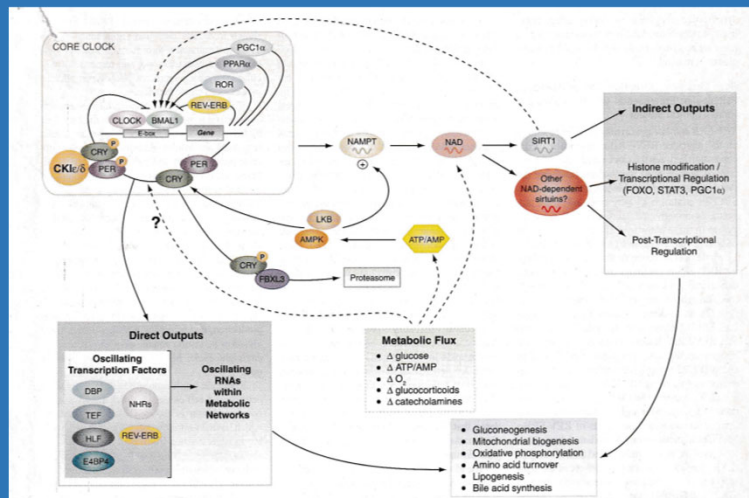 CORE CLOCK
PGC1α
PPARα
ROR
REV-ERB
CLOCK
BMAL1
E-box
Gene
CRY
P
PER
P
CKIε/δ
PER
CRY
NAMPT
+
NAD
SIRT1
Other
NAD-dependent
sirtuins?
Indirect Outputs
Histone modification /
Transcriptional Regulation
(FOXO, STAT3, PGC1α)
Post-Transcriptional
Regulation
?
LKB
AMPK
ATP/AMP
CRY
P
FBXL3
Proteasome
Metabolic Flux
• Δ glucose
• Δ ATP/AMP
• Δ O2
• Δ glucocorticoids
• Δ catecholamines
Direct Outputs
Oscillating
Transcription Factors
DBP
TEF
HLF
E4BP4
NHRs
REV-ERB
Oscillating
RNAs
within
Metabolic
Networks
• Gluconeogenesis
• Mitochondrial biogenesis
• Oxidative phosphorylation
• Amino acid turnover
• Lipogenesis
• Bile acid synthesis